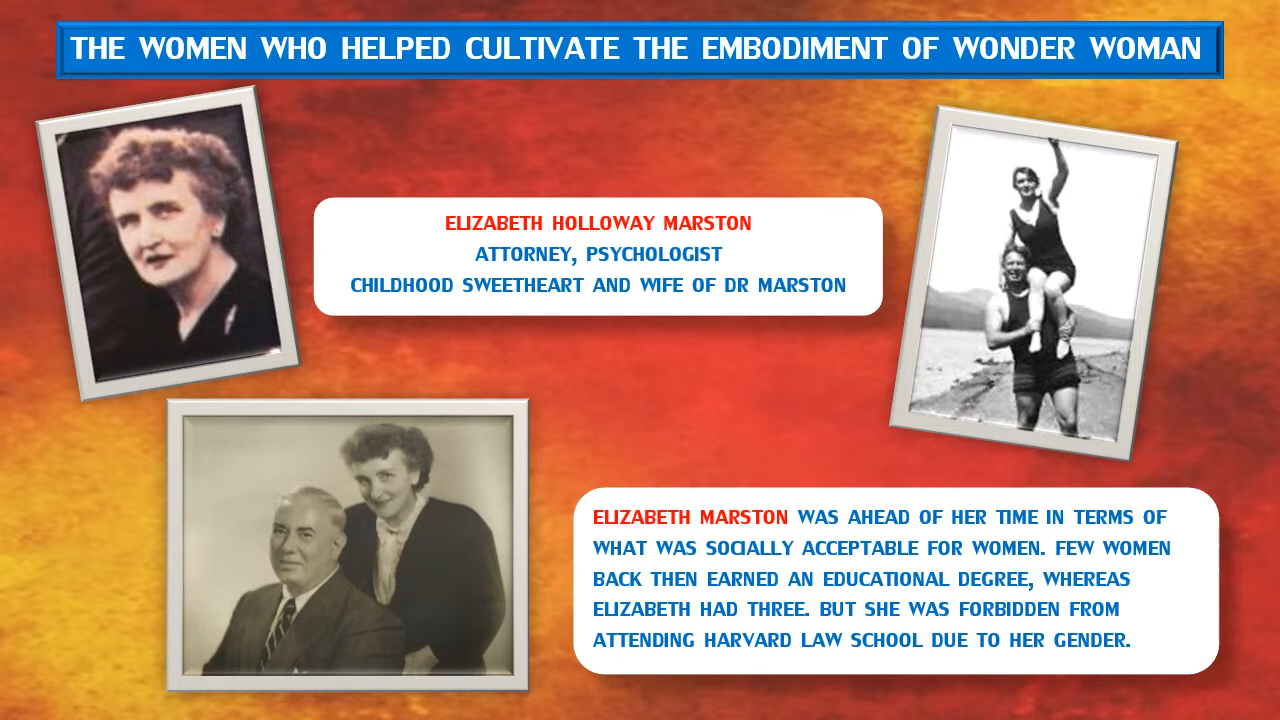 THE WOMEN WHO HELPED CULTIVATE THE EMBODIMENT OF WONDER WOMAN
ELIZABETH HOLLOWAY MARSTON
ATTORNEY, PSYCHOLOGIST
CHILDHOOD SWEETHEART AND WIFE OF DR MARSTON
ELIZABETH MARSTON WAS AHEAD OF HER TIME IN TERMS OF
WHAT WAS SOCIALLY ACCEPTABLE FOR WOMEN. FEW WOMEN
BACK THEN EARNED AN EDUCATIONAL DEGREE, WHEREAS
ELIZABETH HAD THREE. BUT SHE WAS FORBIDDEN FROM
ATTENDING HARVARD LAW SCHOOL DUE TO HER GENDER.